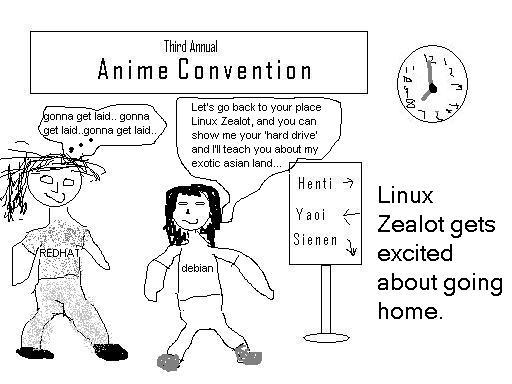 Third Annual
Anime Convention
gonna get laid.. gonna
get laid..gonna get laid...
Let's go back to your place
Linux Zealot, and you can
show me your 'hard drive'
and I'll teach you about my
exotic asian land...
Henti
Yaoi
Sienen
REDHAT
debian
Linux
Zealot gets
excited
about going
home.